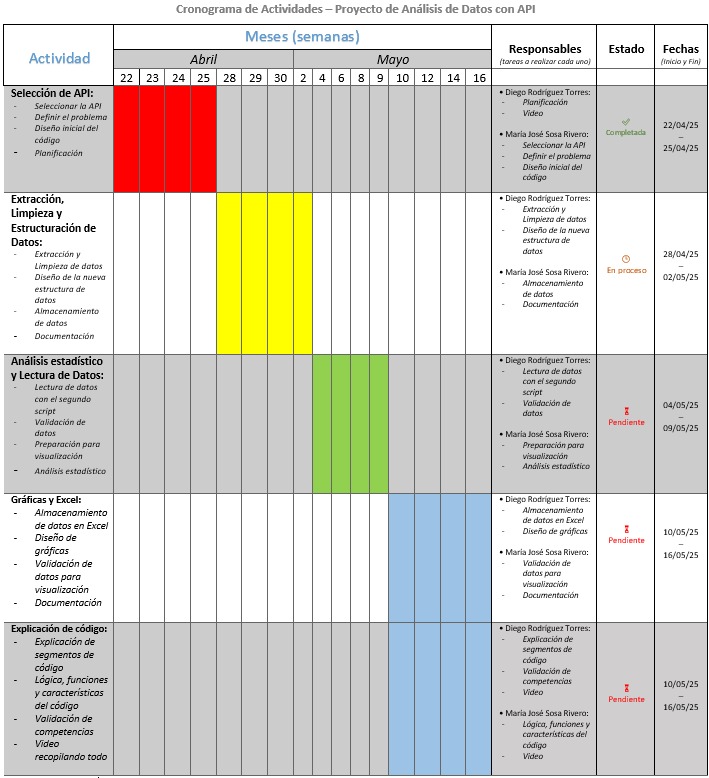 Cronograma de Actividades – Proyecto de Análisis de Datos con API
Actividad
Meses (semanas)
Abril
Mayo
22 23 24 25 28 29 30 2 4 6 8 9 10 12 14 16
Responsables
(tareas a realizar cada uno)
Estado
Fechas
(Inicio y Fin)
Selección de API:
- Seleccionar la API
- Definir el problema
- Diseño inicial del
código
- Planificación
• Diego Rodríguez Torres:
- Planificación
- Video
• María José Sosa Rivero:
- Seleccionar la API
- Definir el problema
- Diseño inicial del
código
Completada
22/04/25
–
25/04/25
Extracción,
Limpieza y
Estructuración de
Datos:
- Extracción y
Limpieza de datos
- Diseño de la nueva
estructura de
datos
- Almacenamiento
de datos
- Documentación
• Diego Rodríguez Torres:
- Extracción y
Limpieza de datos
- Diseño de la nueva
estructura de
datos
• María José Sosa Rivero:
- Almacenamiento
de datos
- Documentación
En proceso
28/04/25
–
02/05/25
Análisis estadístico
y Lectura de Datos:
- Lectura de datos
con el segundo
script
- Validación de
datos
- Preparación para
visualización
- Análisis estadístico
• Diego Rodríguez Torres:
- Lectura de datos
con el segundo
script
- Validación de
datos
• María José Sosa Rivero:
- Preparación para
visualización
- Análisis estadístico
Pendiente
04/05/25
–
09/05/25
Gráficas y Excel:
- Almacenamiento
de datos en Excel
- Diseño de
gráficas
- Validación de
datos para
visualización
- Documentación
• Diego Rodríguez Torres:
- Almacenamiento
de datos en Excel
- Diseño de gráficas
• María José Sosa Rivero:
- Validación de
datos para
visualización
- Documentación
Pendiente
10/05/25
–
16/05/25
Explicación de código:
- Explicación de
segmentos de
código
- Lógica, funciones
y características
del código
- Validación de
competencias
- Video
recopilando todo
• Diego Rodríguez Torres:
- Explicación de
segmentos de
código
- Validación de
competencias
- Video
• María José Sosa Rivero:
- Lógica, funciones y
características del
código
- Video
Pendiente
10/05/25
–
16/05/25